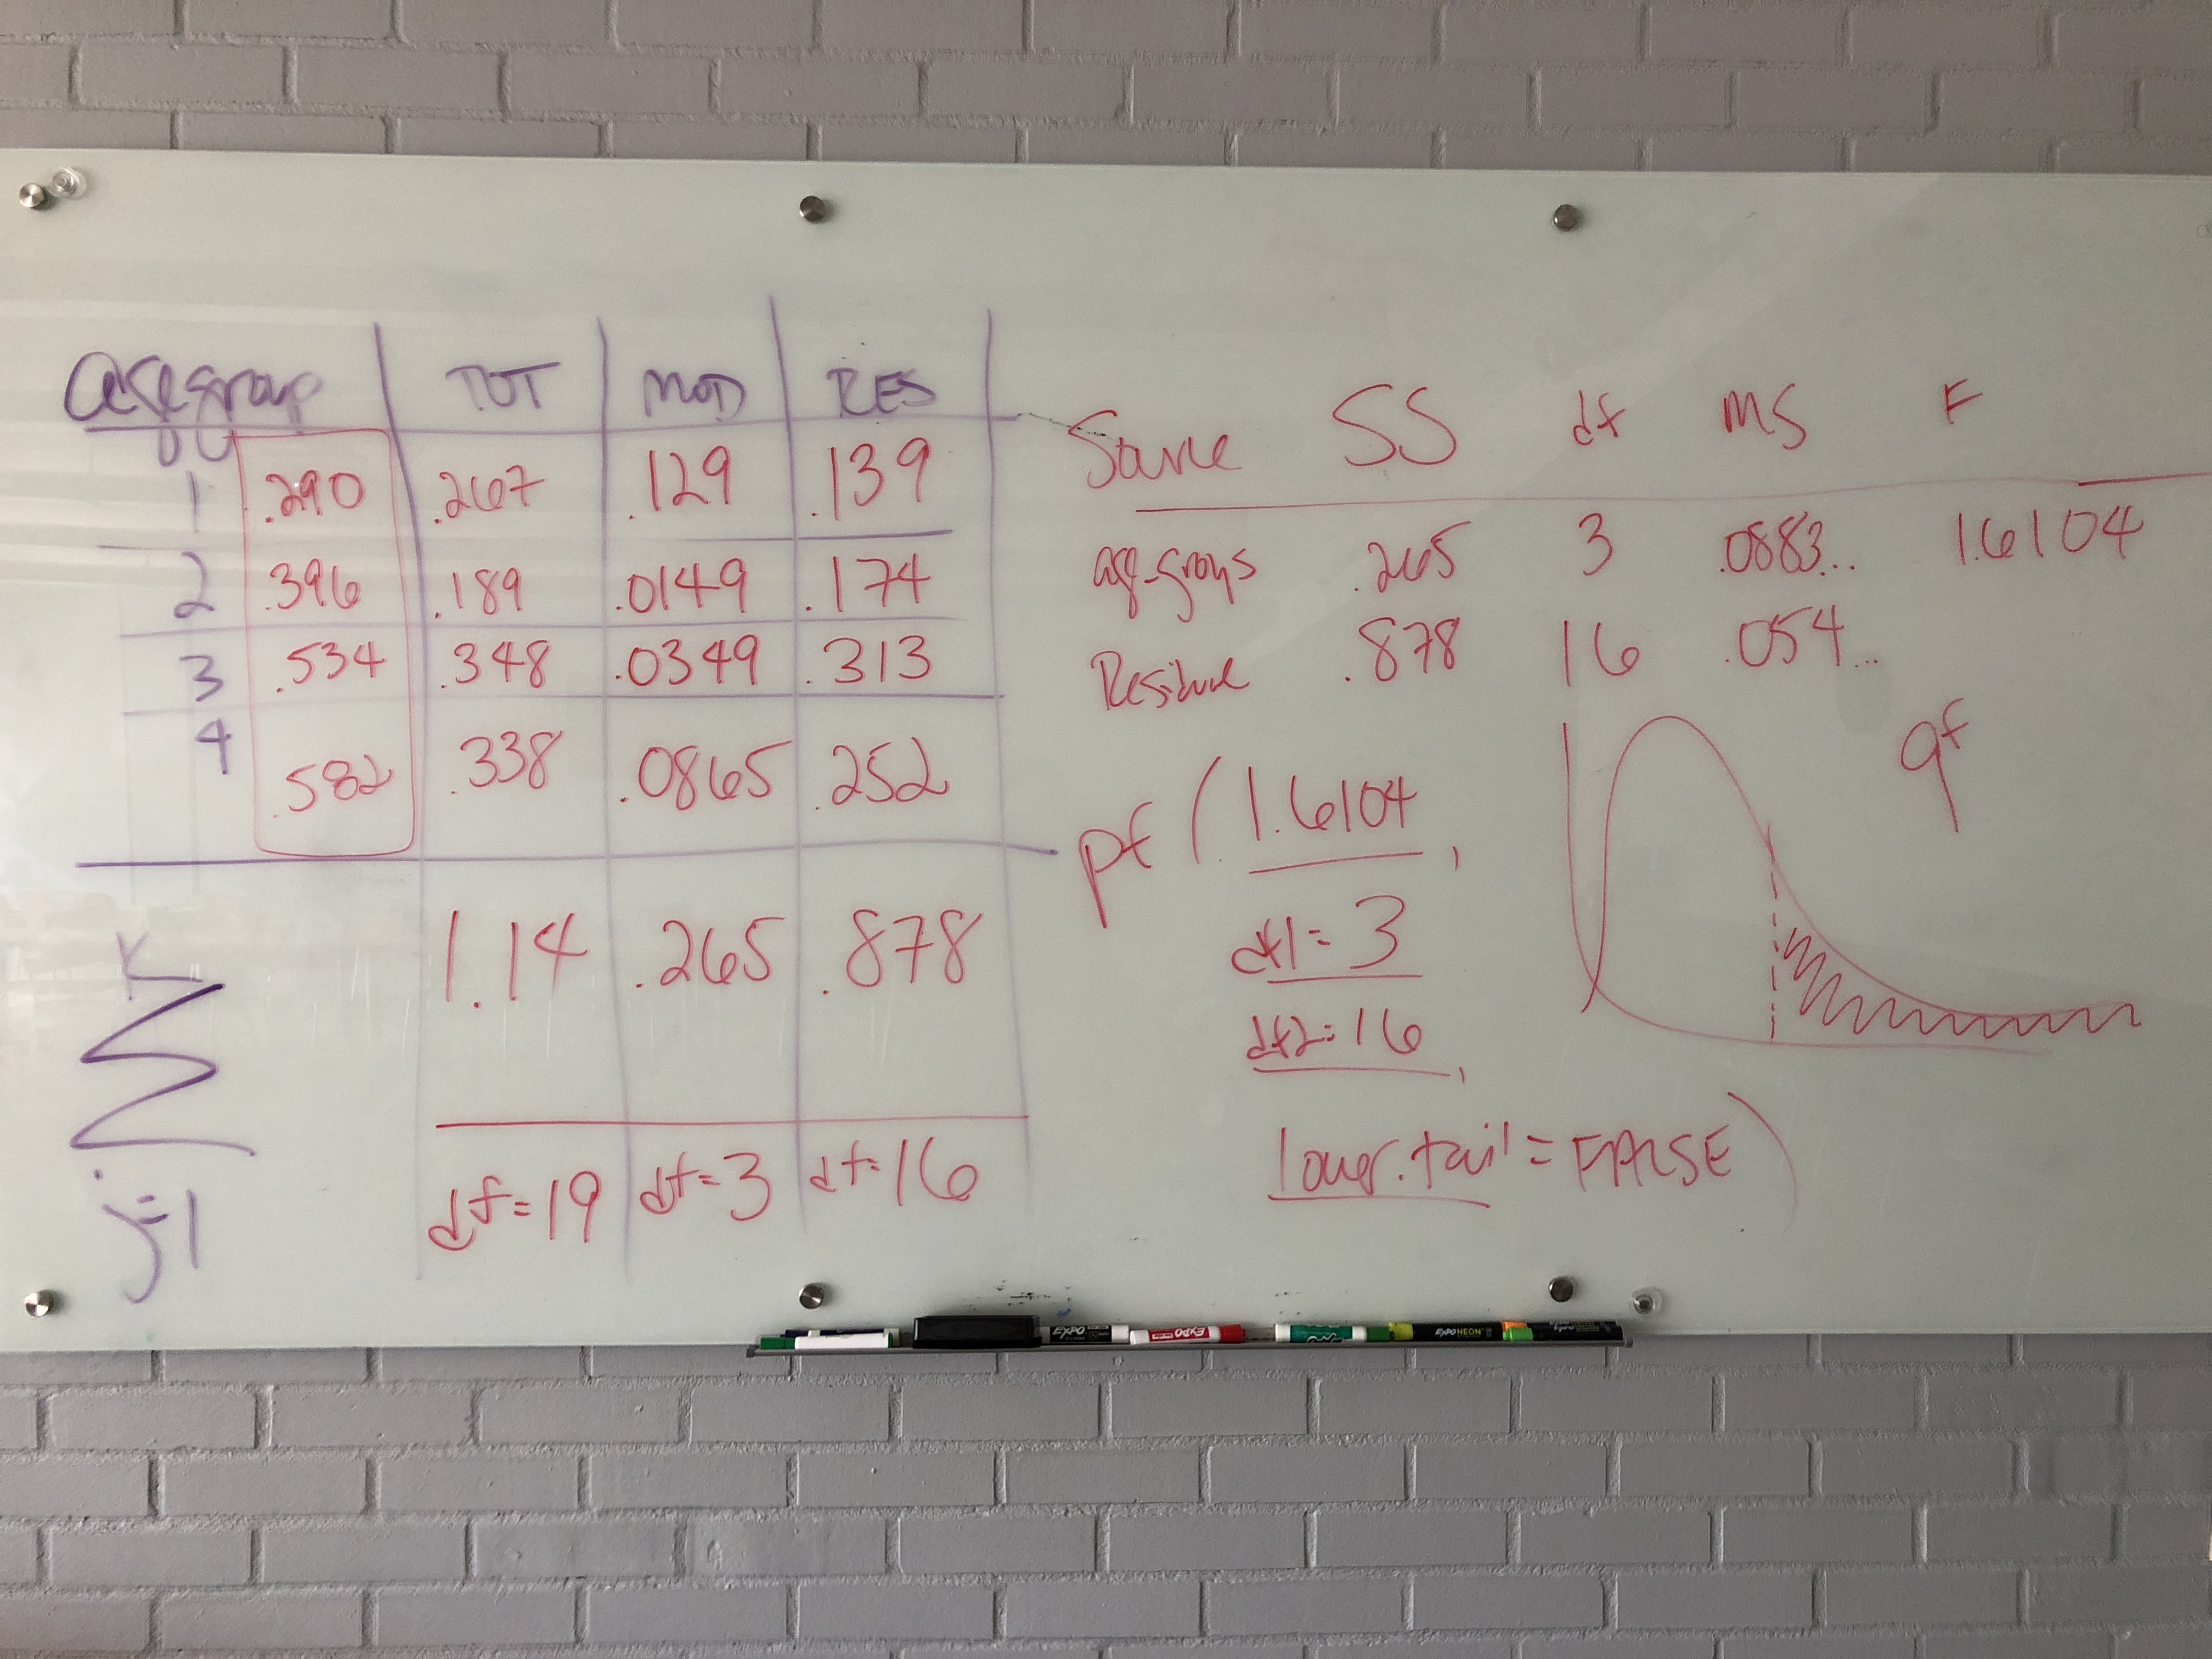 age group TOT MOD RES
1 .290 .267 .129 .139
2 .396 .189 .0149 .174
3 .534 .348 .0349 .313
4 .582 .338 .0865 .252
K
Σ 1.14 .265 .878
j=1
df=19 df=3 df=16
Source SS df MS F
.265 3 .0883... 1.6104
Residual .878 16 .054...
qf
pf(1.6104,
df1=3
df2=16,
lower.tail=FALSE)
EXPO
EXPO
EXPO NEON